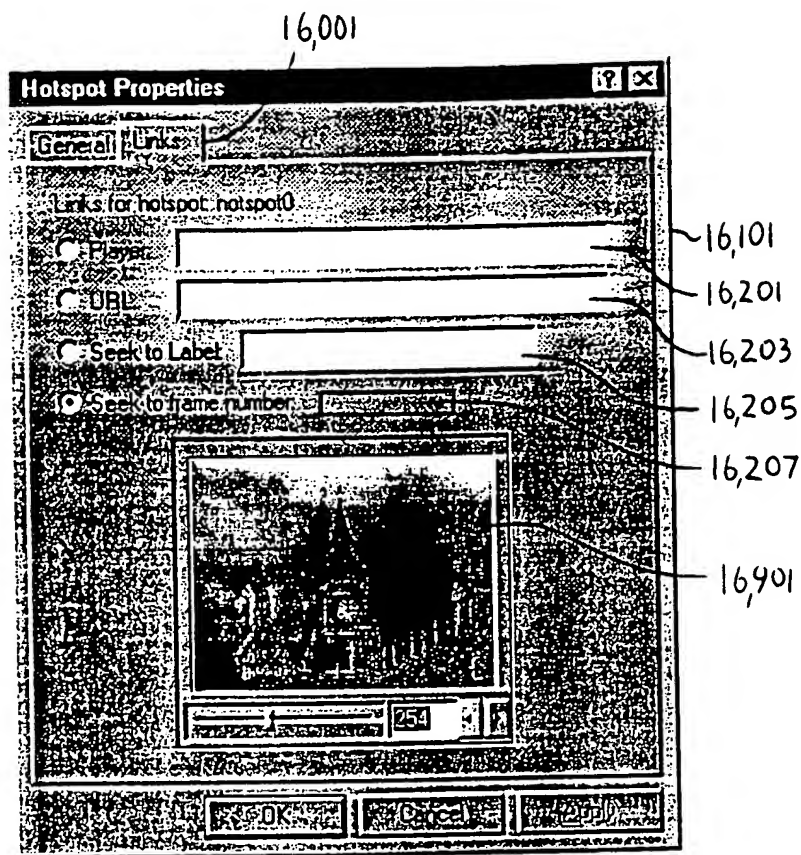 16,001
Hotspot Properties
General Links
Links for hotspot: hotspot0
Player:
16,101
16,201
URL:
16,203
Seek to Label
16,205
Seek to frame number:
16,207
16,901
254
OK Cancel Apply